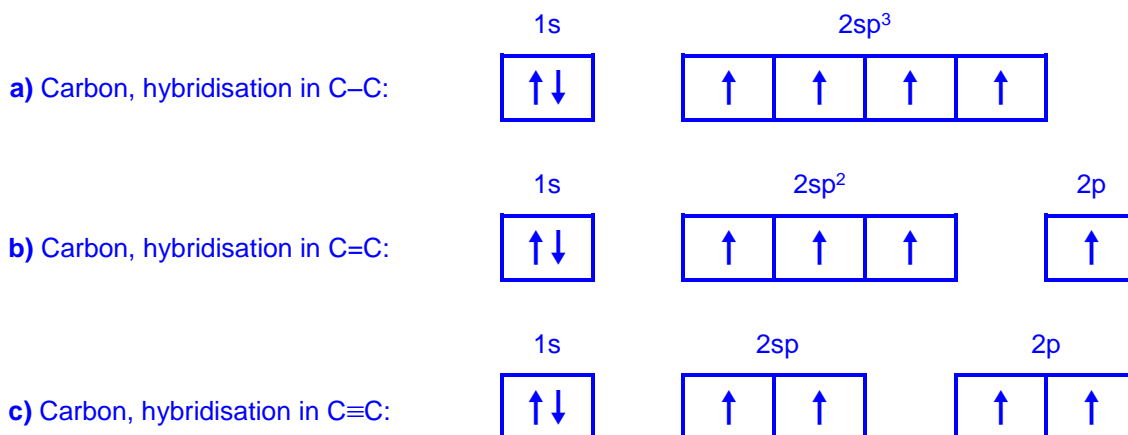 1s 2sp³
a) Carbon, hybridisation in C–C:
1s 2sp² 2p
b) Carbon, hybridisation in C=C:
1s 2sp 2p
c) Carbon, hybridisation in C≡C: